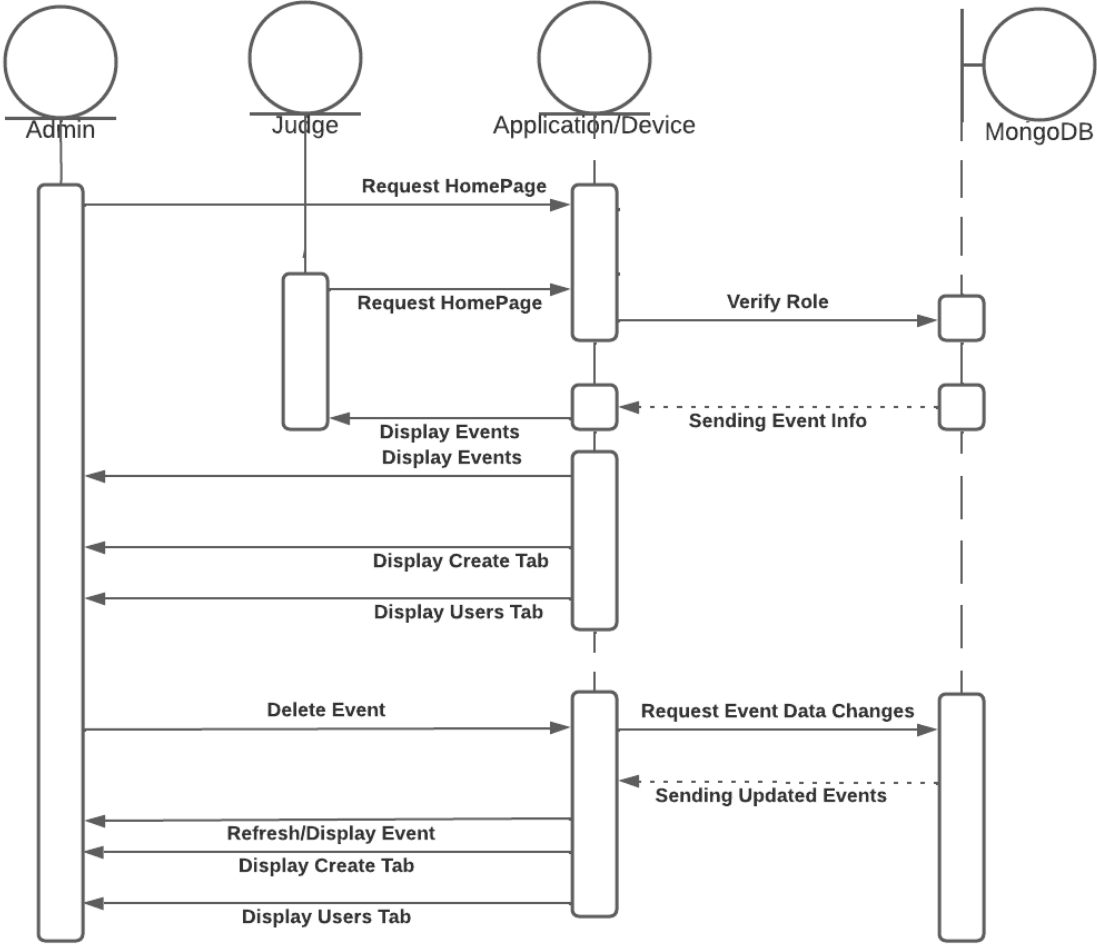 Admin
Judge
Application/Device
MongoDB
Request HomePage
Request HomePage
Verify Role
Sending Event Info
Display Events
Display Events
Display Create Tab
Display Users Tab
Delete Event
Request Event Data Changes
Sending Updated Events
Refresh/Display Event
Display Create Tab
Display Users Tab